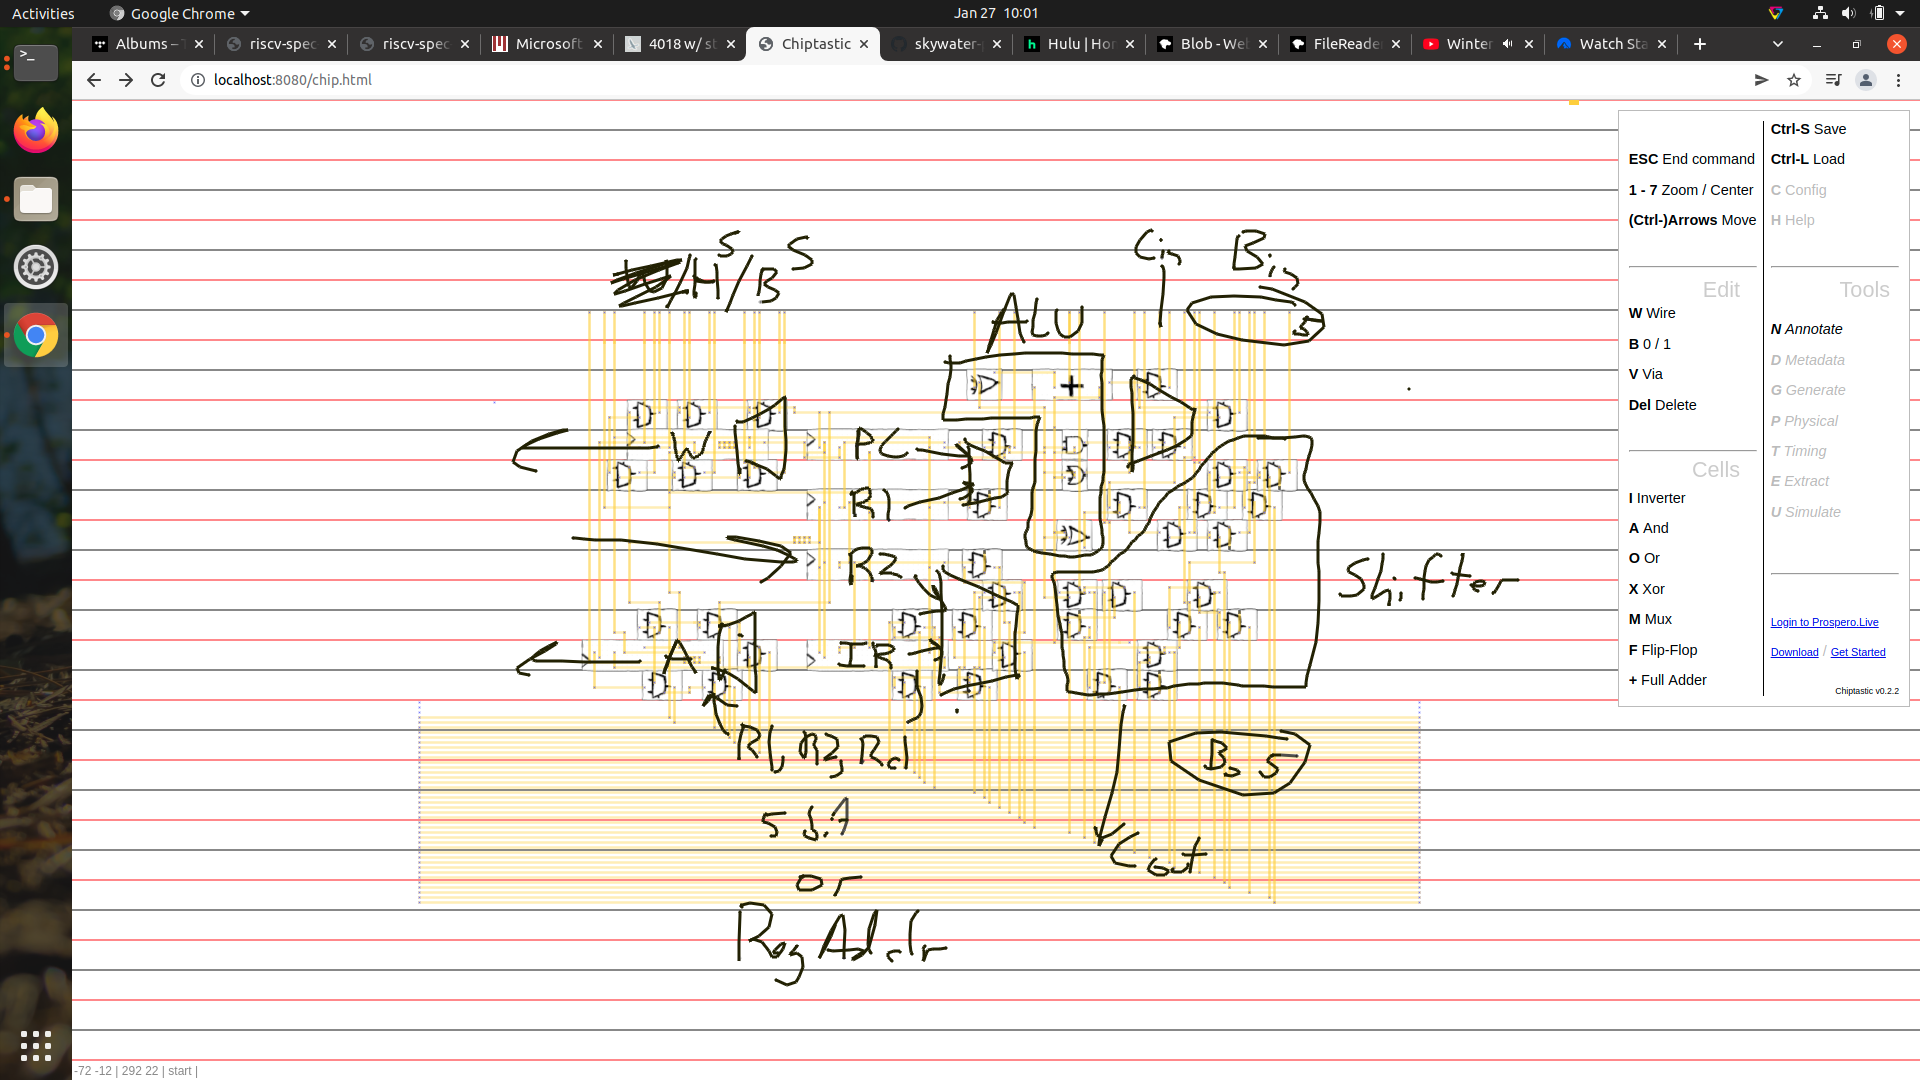 Activities
Google Chrome
Jan 27 10:01
Albums – T
riscv-spec
riscv-spec
Microsoft
4018 w/ st
Chiptastic
skywater-
Hulu | Ho
Blob - We
FileReade
Winter
Watch Sta
localhost:8080/chip.html
S S
/H/B
Cin Bin
5
ALU
+
W
PC
R1
R2
A
IR
Shifter
R1, R2, Rd
5 bit
or
Reg Addr
Cout
B 5
ESC End command
1 - 7 Zoom / Center
(Ctrl-)Arrows Move
Edit
W Wire
B 0 / 1
V Via
Del Delete
Cells
I Inverter
A And
O Or
X Xor
M Mux
F Flip-Flop
+ Full Adder
Ctrl-S Save
Ctrl-L Load
C Config
H Help
Tools
N Annotate
D Metadata
G Generate
P Physical
T Timing
E Extract
U Simulate
Login to Prospero.Live
Download / Get Started
Chiptastic v0.2.2
-72 -12 | 292 22 | start |